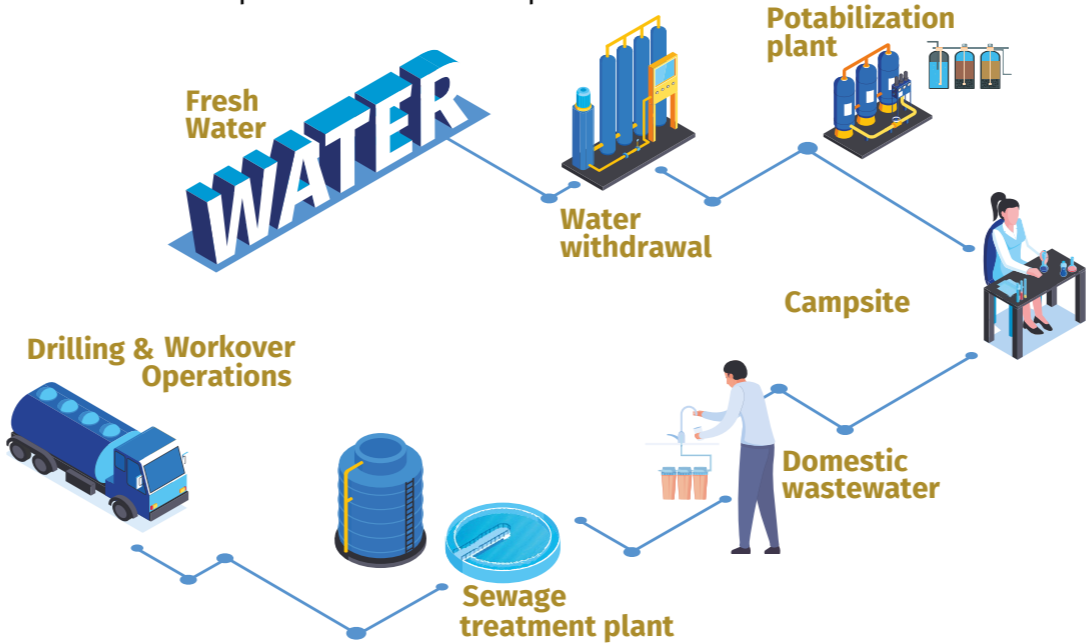 Potabilization
plant
Fresh
Water
WATER
Water
withdrawal
Campsite
Drilling & Workover
Operations
Domestic
wastewater
Sewage
treatment plant